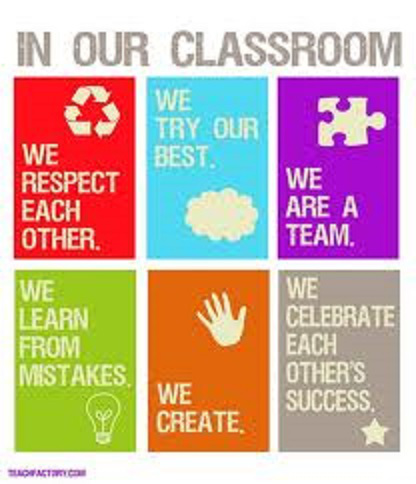 IN OUR CLASSROOM
WE
RESPECT
EACH
OTHER.
WE
TRY OUR
BEST.
WE
ARE A
TEAM.
WE
LEARN
FROM
MISTAKES.
WE
CREATE.
WE
CELEBRATE
EACH
OTHER'S
SUCCESS.
TEACHFACTORY.COM